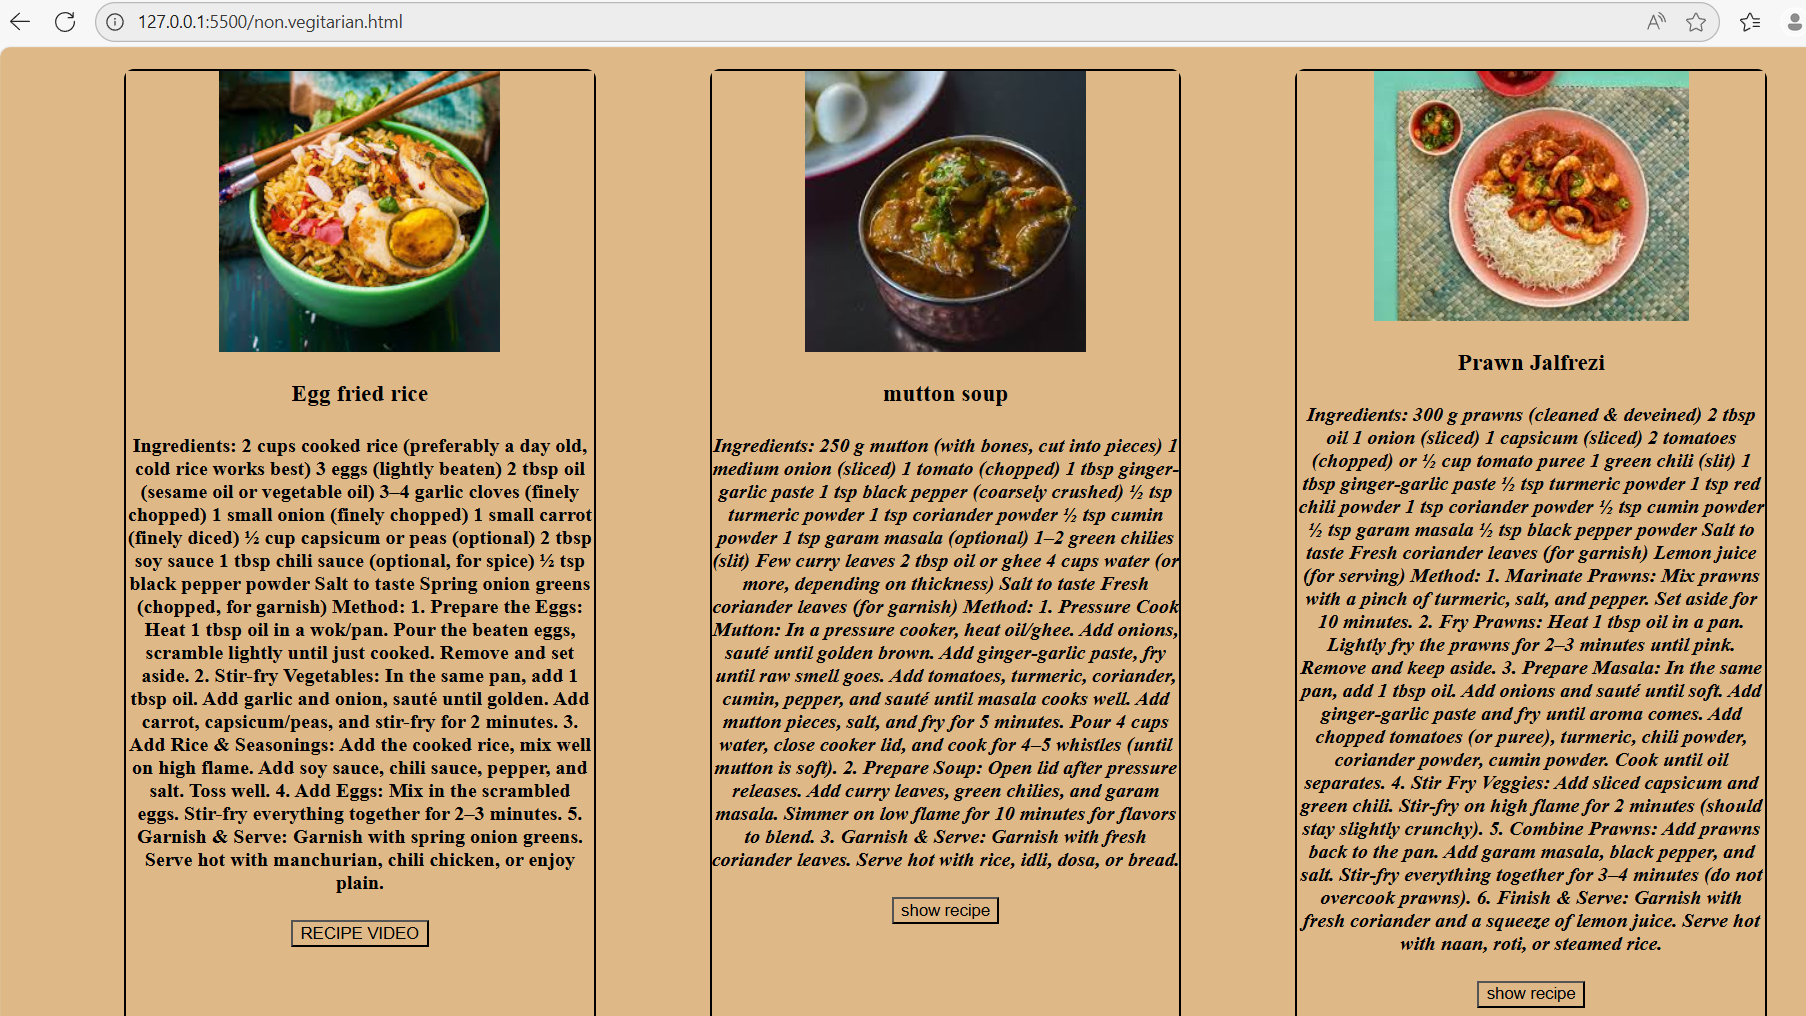 127.0.0.1:5500/non.vegitarian.html
Egg fried rice
Ingredients: 2 cups cooked rice (preferably a day old,
cold rice works best) 3 eggs (lightly beaten) 2 tbsp oil
(sesame oil or vegetable oil) 3–4 garlic cloves (finely
chopped) 1 small onion (finely chopped) 1 small carrot
(finely diced) ½ cup capsicum or peas (optional) 2 tbsp
soy sauce 1 tbsp chili sauce (optional, for spice) ½ tsp
black pepper powder Salt to taste Spring onion greens
(chopped, for garnish) Method: 1. Prepare the Eggs:
Heat 1 tbsp oil in a wok/pan. Pour the beaten eggs,
scramble lightly until just cooked. Remove and set
aside. 2. Stir-fry Vegetables: In the same pan, add 1
tbsp oil. Add garlic and onion, sauté until golden. Add
carrot, capsicum/peas, and stir-fry for 2 minutes. 3.
Add Rice & Seasonings: Add the cooked rice, mix well
on high flame. Add soy sauce, chili sauce, pepper, and
salt. Toss well. 4. Add Eggs: Mix in the scrambled
eggs. Stir-fry everything together for 2–3 minutes. 5.
Garnish & Serve: Garnish with spring onion greens.
Serve hot with manchurian, chili chicken, or enjoy
plain.
RECIPE VIDEO
mutton soup
Ingredients: 250 g mutton (with bones, cut into pieces) 1
medium onion (sliced) 1 tomato (chopped) 1 tbsp ginger-
garlic paste 1 tsp black pepper (coarsely crushed) ½ tsp
turmeric powder 1 tsp coriander powder ½ tsp cumin
powder 1 tsp garam masala (optional) 1–2 green chilies
(slit) Few curry leaves 2 tbsp oil or ghee 4 cups water (or
more, depending on thickness) Salt to taste Fresh
coriander leaves (for garnish) Method: 1. Pressure Cook
Mutton: In a pressure cooker, heat oil/ghee. Add onions,
sauté until golden brown. Add ginger-garlic paste, fry
until raw smell goes. Add tomatoes, turmeric, coriander,
cumin, pepper, and sauté until masala cooks well. Add
mutton pieces, salt, and fry for 5 minutes. Pour 4 cups
water, close cooker lid, and cook for 4–5 whistles (until
mutton is soft). 2. Prepare Soup: Open lid after pressure
releases. Add curry leaves, green chilies, and garam
masala. Simmer on low flame for 10 minutes for flavors
to blend. 3. Garnish & Serve: Garnish with fresh
coriander leaves. Serve hot with rice, idli, dosa, or bread.
show recipe
Prawn Jalfrezi
Ingredients: 300 g prawns (cleaned & deveined) 2 tbsp
oil 1 onion (sliced) 1 capsicum (sliced) 2 tomatoes
(chopped) or ½ cup tomato puree 1 green chili (slit) 1
tbsp ginger-garlic paste ½ tsp turmeric powder 1 tsp red
chili powder 1 tsp coriander powder ½ tsp cumin powder
½ tsp garam masala ½ tsp black pepper powder Salt to
taste Fresh coriander leaves (for garnish) Lemon juice
(for serving) Method: 1. Marinate Prawns: Mix prawns
with a pinch of turmeric, salt, and pepper. Set aside for
10 minutes. 2. Fry Prawns: Heat 1 tbsp oil in a pan.
Lightly fry the prawns for 2–3 minutes until pink.
Remove and keep aside. 3. Prepare Masala: In the same
pan, add 1 tbsp oil. Add onions and sauté until soft. Add
ginger-garlic paste and fry until aroma comes. Add
chopped tomatoes (or puree), turmeric, chili powder,
coriander powder, cumin powder. Cook until oil
separates. 4. Stir Fry Veggies: Add sliced capsicum and
green chili. Stir-fry on high flame for 2 minutes (should
stay slightly crunchy). 5. Combine Prawns: Add prawns
back to the pan. Add garam masala, black pepper, and
salt. Stir-fry everything together for 3–4 minutes (do not
overcook prawns). 6. Finish & Serve: Garnish with
fresh coriander and a squeeze of lemon juice. Serve hot
with naan, roti, or steamed rice.
show recipe